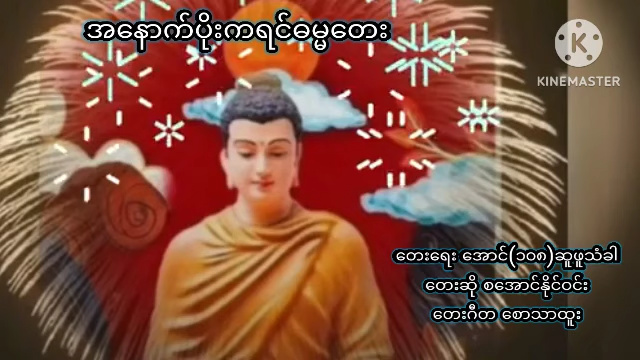 အနောက်ပိုးကရင်ဓမ္မတေး
KINEMASTER
တေးရေး အောင်(၁၀၈)ဆူဖူသံခါ
တေးဆို စအောင်နိုင်ဝင်း
တေးဂီတ စောသာထူး